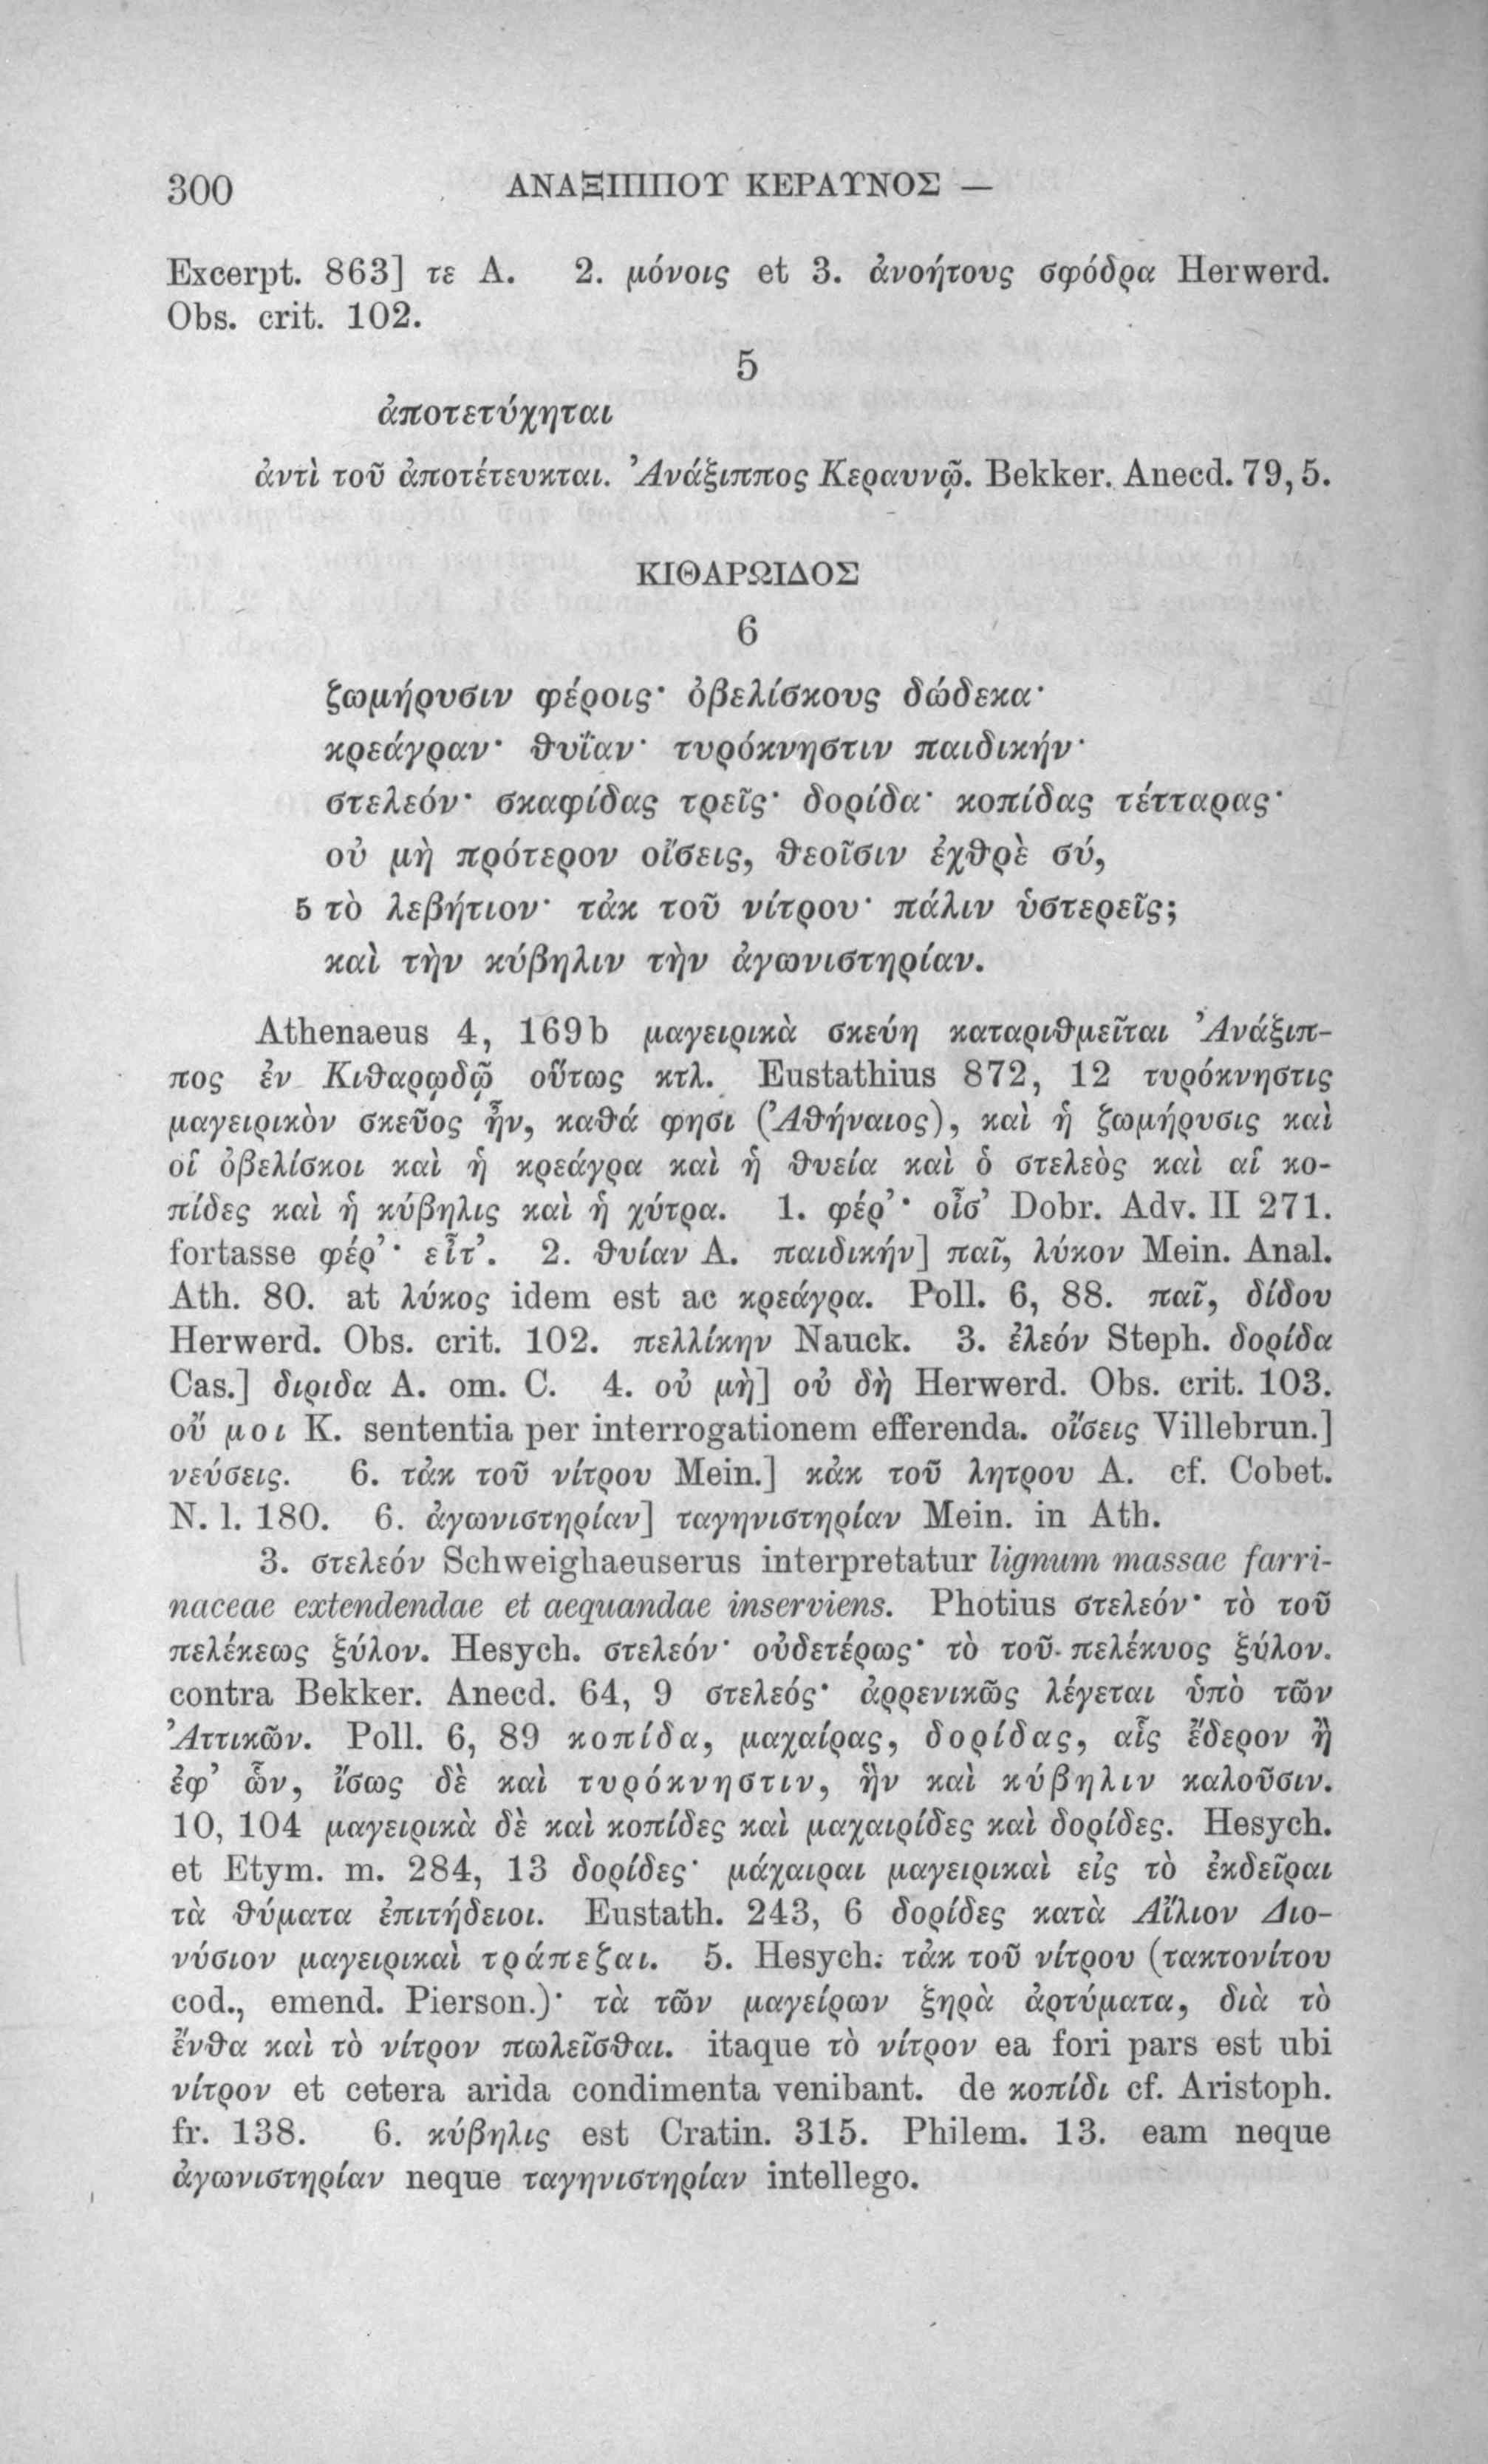 300 ΑΝΑΞΙΠΠΟΥ ΚΕΡΑΥΝΟΣ —
Excerpt. 863] τε A. 2. μόνοις et 3. ἀνοήτους σφόδρα Herwerd.
Obs. crit. 102.
5
ἀποτετύχηται
ἀντὶ τοῦ ἀποτέτευκται. Ἀνάξιππος Κεραυνῷ. Bekker. Anecd. 79, 5.
ΚΙΘΑΡΩΙΔΟΣ
6
ζωμήρυσιν φέροις· ὀβελίσκους δώδεκα·
κρεάγραν· θυΐαν· τυρόκνηστιν παιδικήν·
στελεόν· σκαφίδας τρεῖς· δορίδα· κοπίδας τέτταρας·
οὐ μὴ πρότερον οἴσεις, θεοῖσιν ἐχθρὲ σύ,
5 τὸ λεβήτιον· τἀκ τοῦ νίτρου· πάλιν ὑστερεῖς;
καὶ τὴν κύβηλιν τὴν ἀγωνιστηρίαν.
Athenaeus 4, 169b μαγειρικὰ σκεύη καταριθμεῖται Ἀνάξιπ-
πος ἐν Κιθαρῳδῷ οὕτως κτλ. Eustathius 872, 12 τυρόκνηστις
μαγειρικὸν σκεῦος ἦν, καθά φησι (Ἀθήναιος), καὶ ἡ ζωμήρυσις καὶ
οἱ ὀβελίσκοι καὶ ἡ κρεάγρα καὶ ἡ θυεία καὶ ὁ στελεὸς καὶ αἱ κο-
πίδες καὶ ἡ κύβηλις καὶ ἡ χύτρα. 1. φέρ’· οἶσ’ Dobr. Adv. II 271.
fortasse φέρ’· εἶτ’. 2. θυίαν A. παιδικήν] παῖ, λύκον Mein. Anal.
Ath. 80. at λύκος idem est ac κρεάγρα. Poll. 6, 88. παῖ, δίδου
Herwerd. Obs. crit. 102. πελλίκην Nauck. 3. ἐλεόν Steph. δορίδα
Cas.] διριδα A. om. C. 4. οὐ μὴ] οὐ δὴ Herwerd. Obs. crit. 103.
οὔ μοι K. sententia per interrogationem efferenda. οἴσεις Villebrun.]
νεύσεις. 6. τἀκ τοῦ νίτρου Mein.] κἀκ τοῦ λητρου A. cf. Cobet.
N. l. 180. 6. ἀγωνιστηρίαν] ταγηνιστηρίαν Mein. in Ath.
3. στελεόν Schweighaeuserus interpretatur lignum massae farri-
naceae extendendae et aequandae inserviens. Photius στελεόν· τὸ τοῦ
πελέκεως ξύλον. Hesych. στελεόν· οὐδετέρως· τὸ τοῦ πελέκυος ξύλον.
contra Bekker. Anecd. 64, 9 στελεός· ἀρρενικῶς λέγεται ὑπὸ τῶν
Ἀττικῶν. Poll. 6, 89 κοπίδα, μαχαίρας, δορίδας, αἷς ἔδερον ἢ
ἐφ’ ὧν, ἴσως δὲ καὶ τυρόκνηστιν, ἣν καὶ κύβηλιν καλοῦσιν.
10, 104 μαγειρικὰ δὲ καὶ κοπίδες καὶ μαχαιρίδες καὶ δορίδες. Hesych.
et Etym. m. 284, 13 δορίδες· μάχαιραι μαγειρικαὶ εἰς τὸ ἐκδεῖραι
τὰ θύματα ἐπιτήδειοι. Eustath. 243, 6 δορίδες κατὰ Αἴλιον Διο-
νύσιον μαγειρικαὶ τράπεζαι. 5. Hesych. τἀκ τοῦ νίτρου (τακτονίτου
cod., emend. Pierson.)· τὰ τῶν μαγείρων ξηρὰ ἀρτύματα, διὰ τὸ
ἔνθα καὶ τὸ νίτρον πωλεῖσθαι. itaque τὸ νίτρον ea fori pars est ubi
νίτρον et cetera arida condimenta venibant. de κοπίδι cf. Aristoph.
fr. 138. 6. κύβηλις est Cratin. 315. Philem. 13. eam neque
ἀγωνιστηρίαν neque ταγηνιστηρίαν intellego.